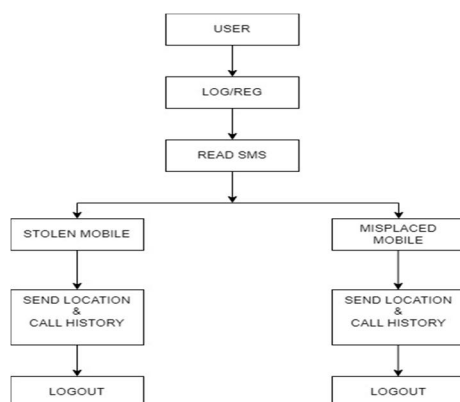 USER
LOG/REG
READ SMS
STOLEN MOBILE
MISPLACED
MOBILE
SEND LOCATION
&
CALL HISTORY
SEND LOCATION
&
CALL HISTORY
LOGOUT
LOGOUT